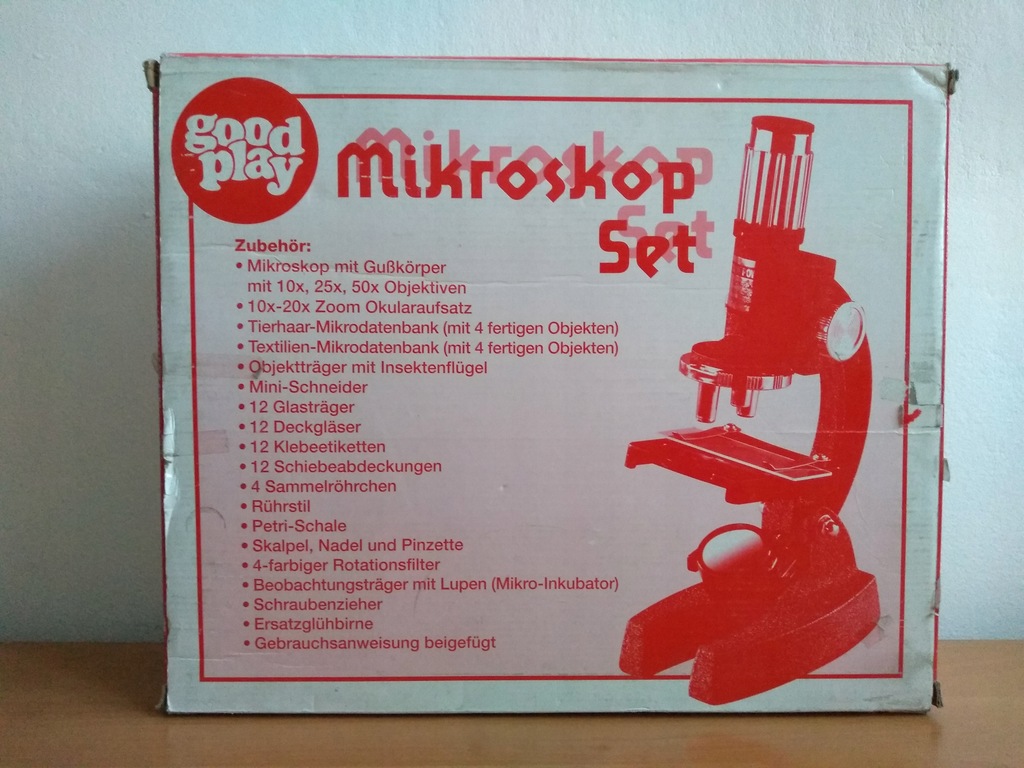 good
play
Mikroskop
Set
Zubehör:
• Mikroskop mit Gußkörper
mit 10x, 25x, 50x Objektiven
• 10x-20x Zoom Okularaufsatz
• Tierhaar-Mikrodatenbank (mit 4 fertigen Objekten)
• Textilien-Mikrodatenbank (mit 4 fertigen Objekten)
• Objektträger mit Insektenflügel
• Mini-Schneider
• 12 Glasträger
• 12 Deckgläser
• 12 Klebeetiketten
• 12 Schiebeabdeckungen
• 4 Sammelröhrchen
• Rührstil
• Petri-Schale
• Skalpel, Nadel und Pinzette
• 4-farbiger Rotationsfilter
• Beobachtungsträger mit Lupen (Mikro-Inkubator)
• Schraubenzieher
• Ersatzglühbirne
• Gebrauchsanweisung beigefügt